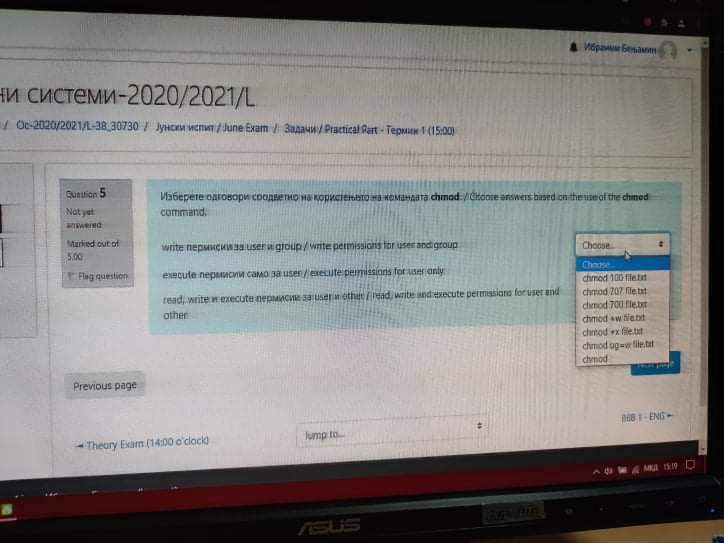 Ибраими Бењамин
ни системи-2020/2021/L
/ Ос-2020/2021/L-38_30730 / Јунски испит / June Exam / Задачи / Practical Part - Термин 1 (15:00)
Question 5
Not yet
answered
Marked out of
5.00
Flag question
Изберете одговори соодветно на користењето на командата chmod. / Choose answers based on the use of the chmod
command.
write пермисии за user и group / write permissions for user and group
execute пермисии само за user / execute permissions for user only
read, write и execute пермисии за user и other / read, write and execute permissions for user and
other
Choose...
Choose...
chmod 100 file.txt
chmod 707 file.txt
chmod 700 file.txt
chmod +w file.txt
chmod +x file.txt
chmod ug=w file.txt
chmod
Next page
Previous page
◄ Theory Exam (14:00 o'clock)
Jump to...
BBB 1 - ENG ►
МКД 15:19
ASUS